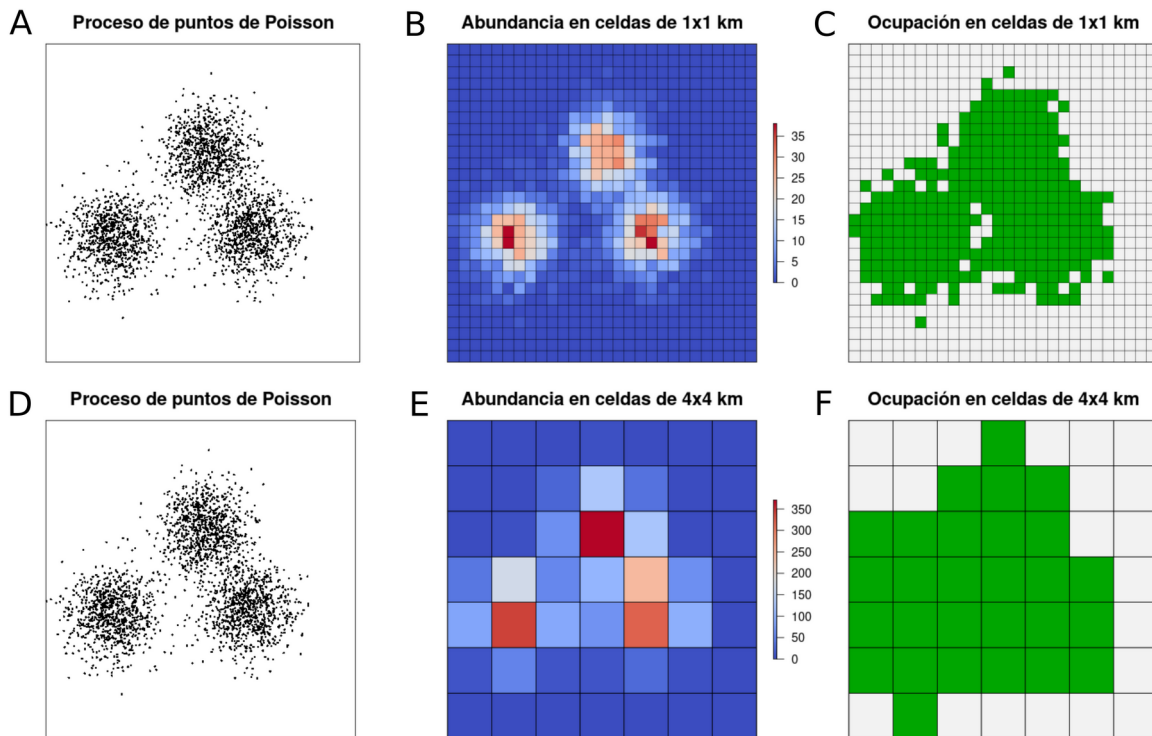 A
Proceso de puntos de Poisson
B
Abundancia en celdas de 1x1 km
35
30
25
20
15
10
5
0
C
Ocupación en celdas de 1x1 km
D
Proceso de puntos de Poisson
E
Abundancia en celdas de 4x4 km
350
300
250
200
150
100
50
0
F
Ocupación en celdas de 4x4 km